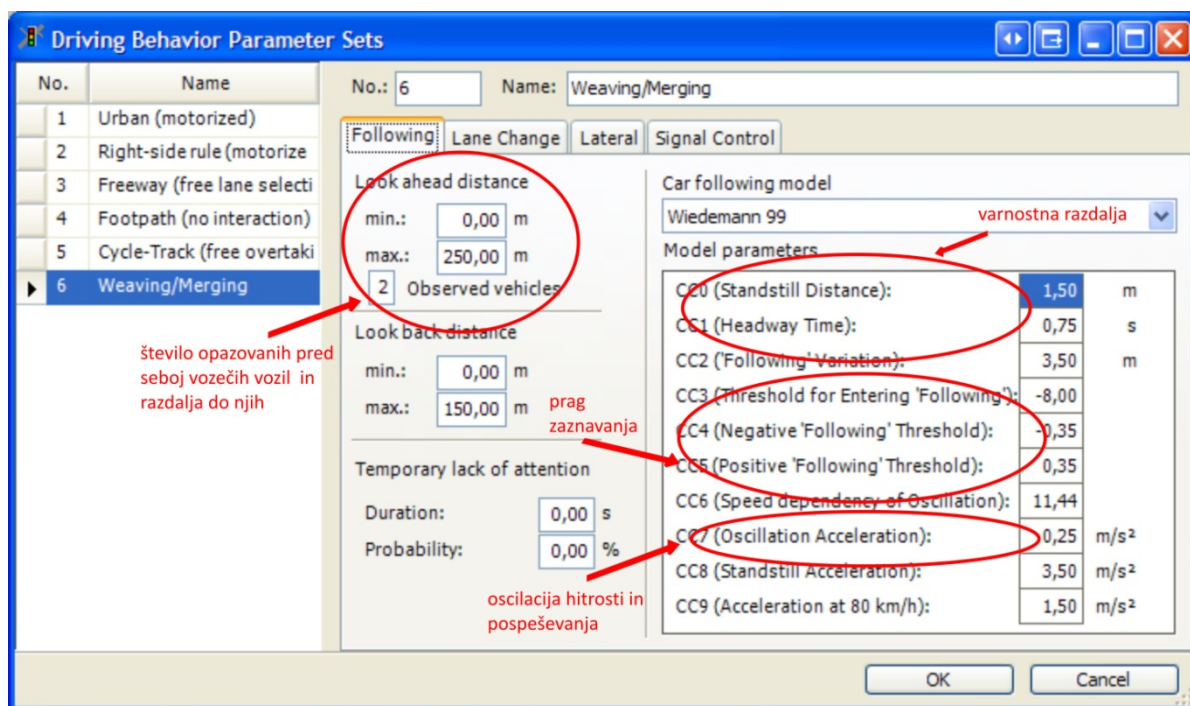 Driving Behavior Parameter Sets
No. Name
1 Urban (motorized)
2 Right-side rule (motorize
3 Freeway (free lane selecti
4 Footpath (no interaction)
5 Cycle-Track (free overtaki
6 Weaving/Merging
No.: 6 Name: Weaving/Merging
Following Lane Change Lateral Signal Control
Look ahead distance
min.: 0,00 m
max.: 250,00 m
2 Observed vehicles
število opazovanih pred
seboj vozečih vozil in
razdalja do njih
Look back distance
min.: 0,00 m
max.: 150,00 m
prag
zaznavanja
Temporary lack of attention
Duration: 0,00 s
Probability: 0,00 %
oscilacija hitrosti in
pospeševanja
Car following model
Wiedemann 99
varnostna razdalja
Model parameters
CC0 (Standstill Distance): 1,50 m
CC1 (Headway Time): 0,75 s
CC2 ('Following' Variation): 3,50 m
CC3 (Threshold for Entering 'Following'): -8,00
CC4 (Negative 'Following' Threshold): -0,35
CC5 (Positive 'Following' Threshold): 0,35
CC6 (Speed dependency of Oscillation): 11,44
CC7 (Oscillation Acceleration): 0,25 m/s²
CC8 (Standstill Acceleration): 3,50 m/s²
CC9 (Acceleration at 80 km/h): 1,50 m/s²
OK Cancel